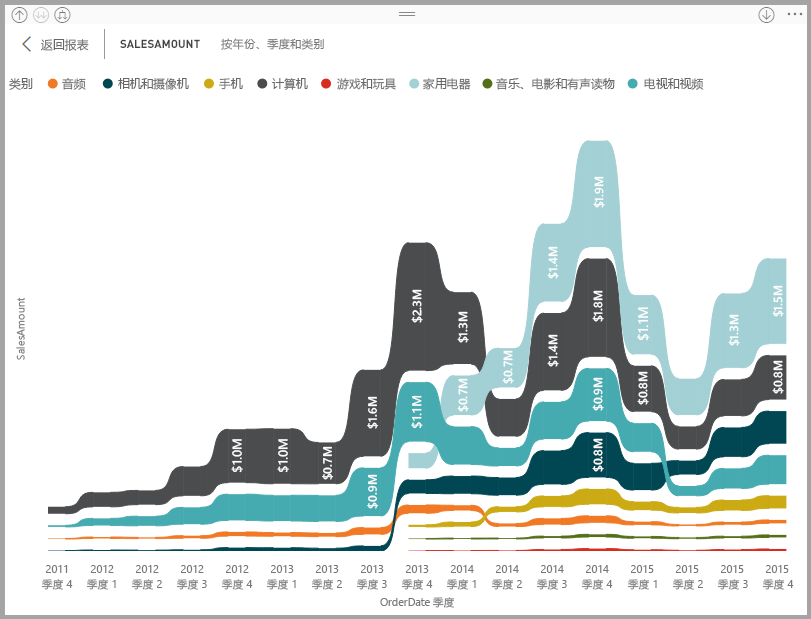 返回报表 SALESAMOUNT 按年份、季度和类别
类别 音频 相机和摄像机 手机 计算机 游戏和玩具 家用电器 音乐、电影和有声读物 电视和视频
SalesAmount
$1.0M
$1.0M
$0.7M
$1.6M
$0.9M
$2.3M
$1.1M
$1.3M
$0.7M
$0.7M
$1.4M
$1.4M
$1.9M
$1.8M
$0.9M
$0.8M
$1.1M
$0.8M
$1.3M
$1.5M
$0.8M
2011 2012 2012 2012 2012 2013 2013 2013 2013 2014 2014 2014 2014 2015 2015 2015 2015
季度 4 季度 1 季度 2 季度 3 季度 4 季度 1 季度 2 季度 3 季度 4 季度 1 季度 2 季度 3 季度 4 季度 1 季度 2 季度 3 季度 4
OrderDate 季度